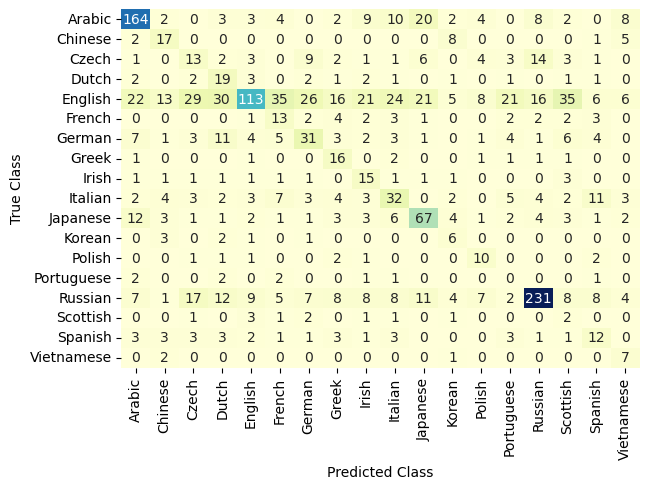 Arabic 164 2 0 3 3 4 0 2 9 10 20 2 4 0 8 2 0 8
Chinese 2 17 0 0 0 0 0 0 0 0 0 8 0 0 0 0 1 5
Czech 1 0 13 2 3 0 9 2 1 1 6 0 4 3 14 3 1 0
Dutch 2 0 2 19 3 0 2 1 2 1 0 1 0 1 0 1 1 0
English 22 13 29 30 113 35 26 16 21 24 21 5 8 21 16 35 6 6
French 0 0 0 0 1 13 2 4 2 3 1 0 0 2 2 2 3 0
German 7 1 3 11 4 5 31 3 2 3 1 0 1 4 1 6 4 0
Greek 1 0 0 1 1 0 0 16 0 2 0 0 1 1 1 0 0 0
Irish 1 1 1 1 1 1 1 0 15 1 1 1 0 0 0 3 0 0
Italian 2 4 3 2 3 7 3 4 3 32 0 2 0 5 4 2 11 3
Japanese 12 3 1 1 2 1 1 3 3 6 67 4 1 2 4 3 1 2
Korean 0 3 0 2 1 0 1 0 0 0 0 6 0 0 0 0 0 0
Polish 0 0 1 1 1 0 0 2 1 0 0 0 10 0 0 0 2 0
Portuguese 2 0 0 2 0 2 0 0 1 1 0 0 0 0 0 0 1 0
Russian 7 1 17 12 9 5 7 8 8 8 11 4 7 2 231 8 8 4
Scottish 0 0 1 0 3 1 2 0 1 1 0 1 0 0 0 2 0 0
Spanish 3 3 3 3 2 1 1 3 1 3 0 0 0 3 1 1 12 0
Vietnamese 0 2 0 0 0 0 0 0 0 0 0 1 0 0 0 0 0 7
True Class
Arabic Chinese Czech Dutch English French German Greek Irish Italian Japanese Korean Polish Portuguese Russian Scottish Spanish Vietnamese
Predicted Class